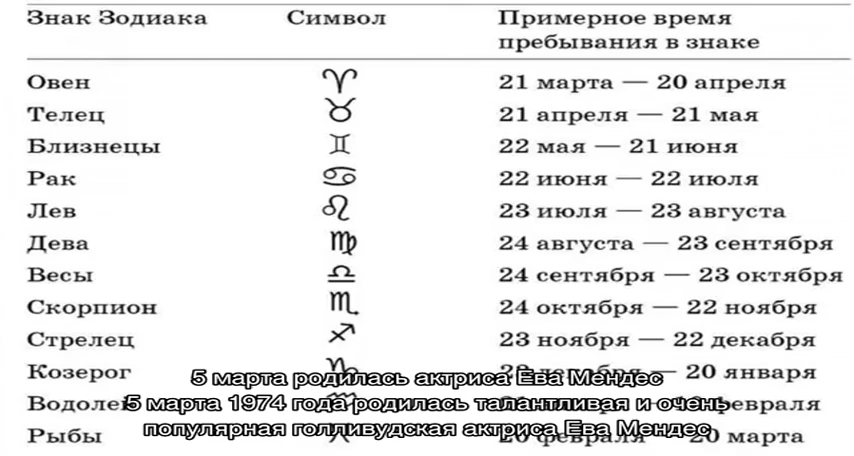 Знак Зодиака Символ Примерное время
пребывания в знаке
Овен ♈ 21 марта — 20 апреля
Телец ♉ 21 апреля — 21 мая
Близнецы ♊ 22 мая — 21 июня
Рак ♋ 22 июня — 22 июля
Лев ♌ 23 июля — 23 августа
Дева ♍ 24 августа — 23 сентября
Весы ♎ 24 сентября — 23 октября
Скорпион ♏ 24 октября — 22 ноября
Стрелец ♐ 23 ноября — 22 декабря
Козерог ♑ — 20 января
5 марта родилась актриса Ева Мендес
Водолей февраля
5 марта 1974 года родилась талантливая и очень
популярная голливудская актриса Ева Мендес
Рыбы 20 февраля — 20 марта